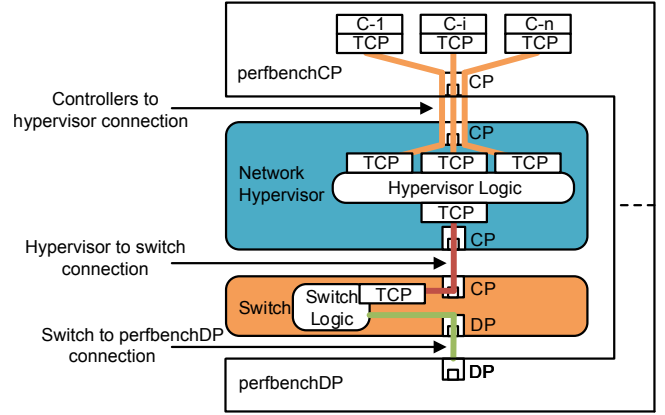 C-1
C-i
C-n
TCP
TCP
TCP
perfbenchCP
CP
Controllers to
hypervisor connection
CP
TCP
TCP
TCP
Network
Hypervisor
Hypervisor Logic
TCP
CP
Hypervisor to switch
connection
CP
TCP
Switch
Switch
Logic
DP
Switch to perfbenchDP
connection
DP
perfbenchDP